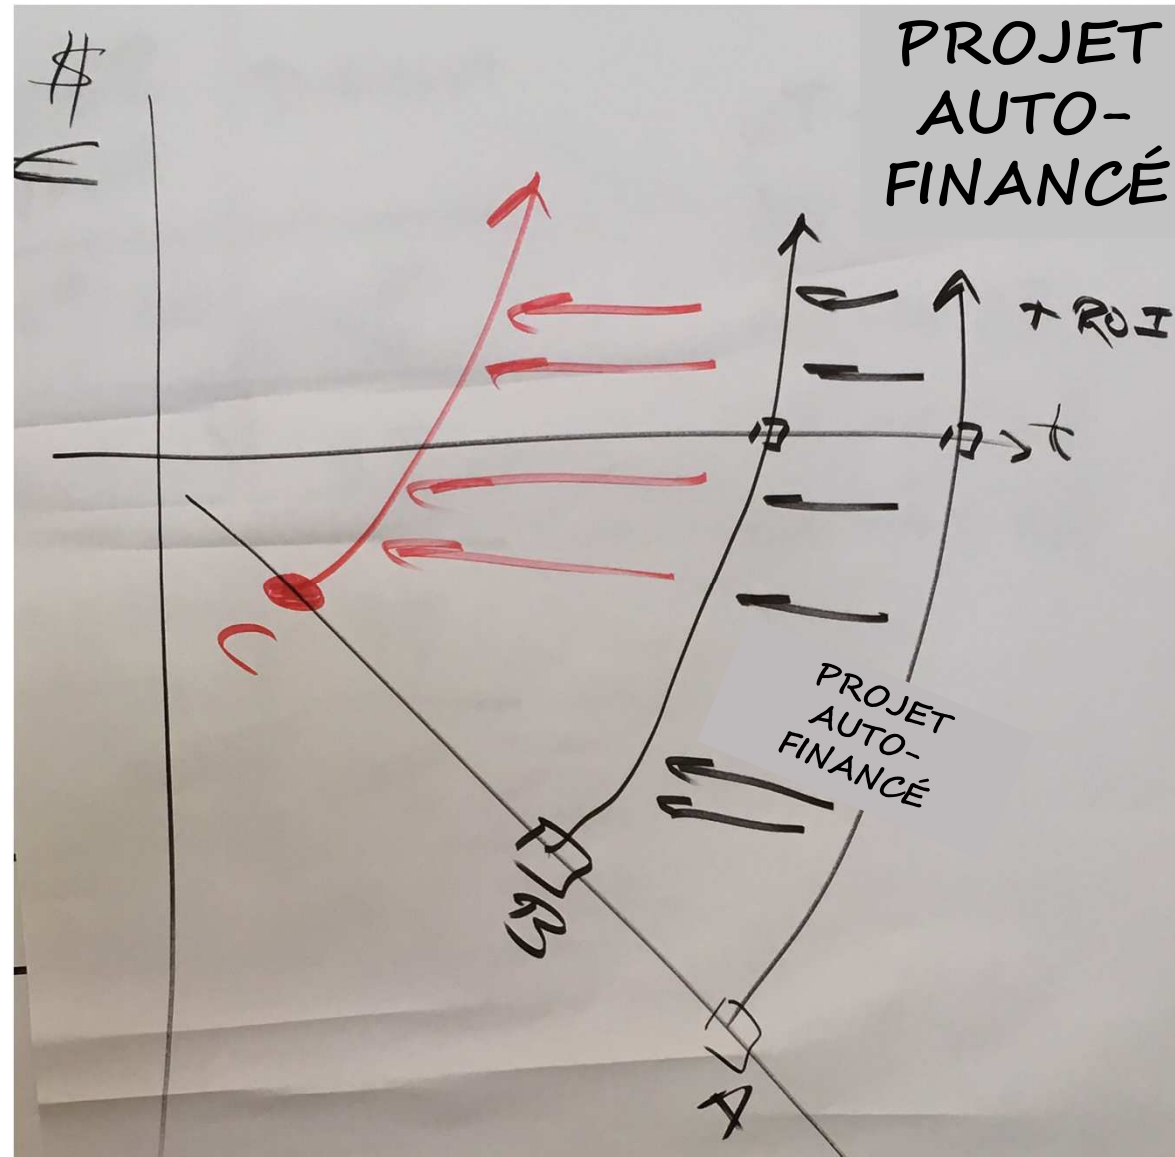 $
€
PROJET
AUTO-
FINANCÉ
+ ROI
t
C
PROJET
AUTO-
FINANCÉ
B
A